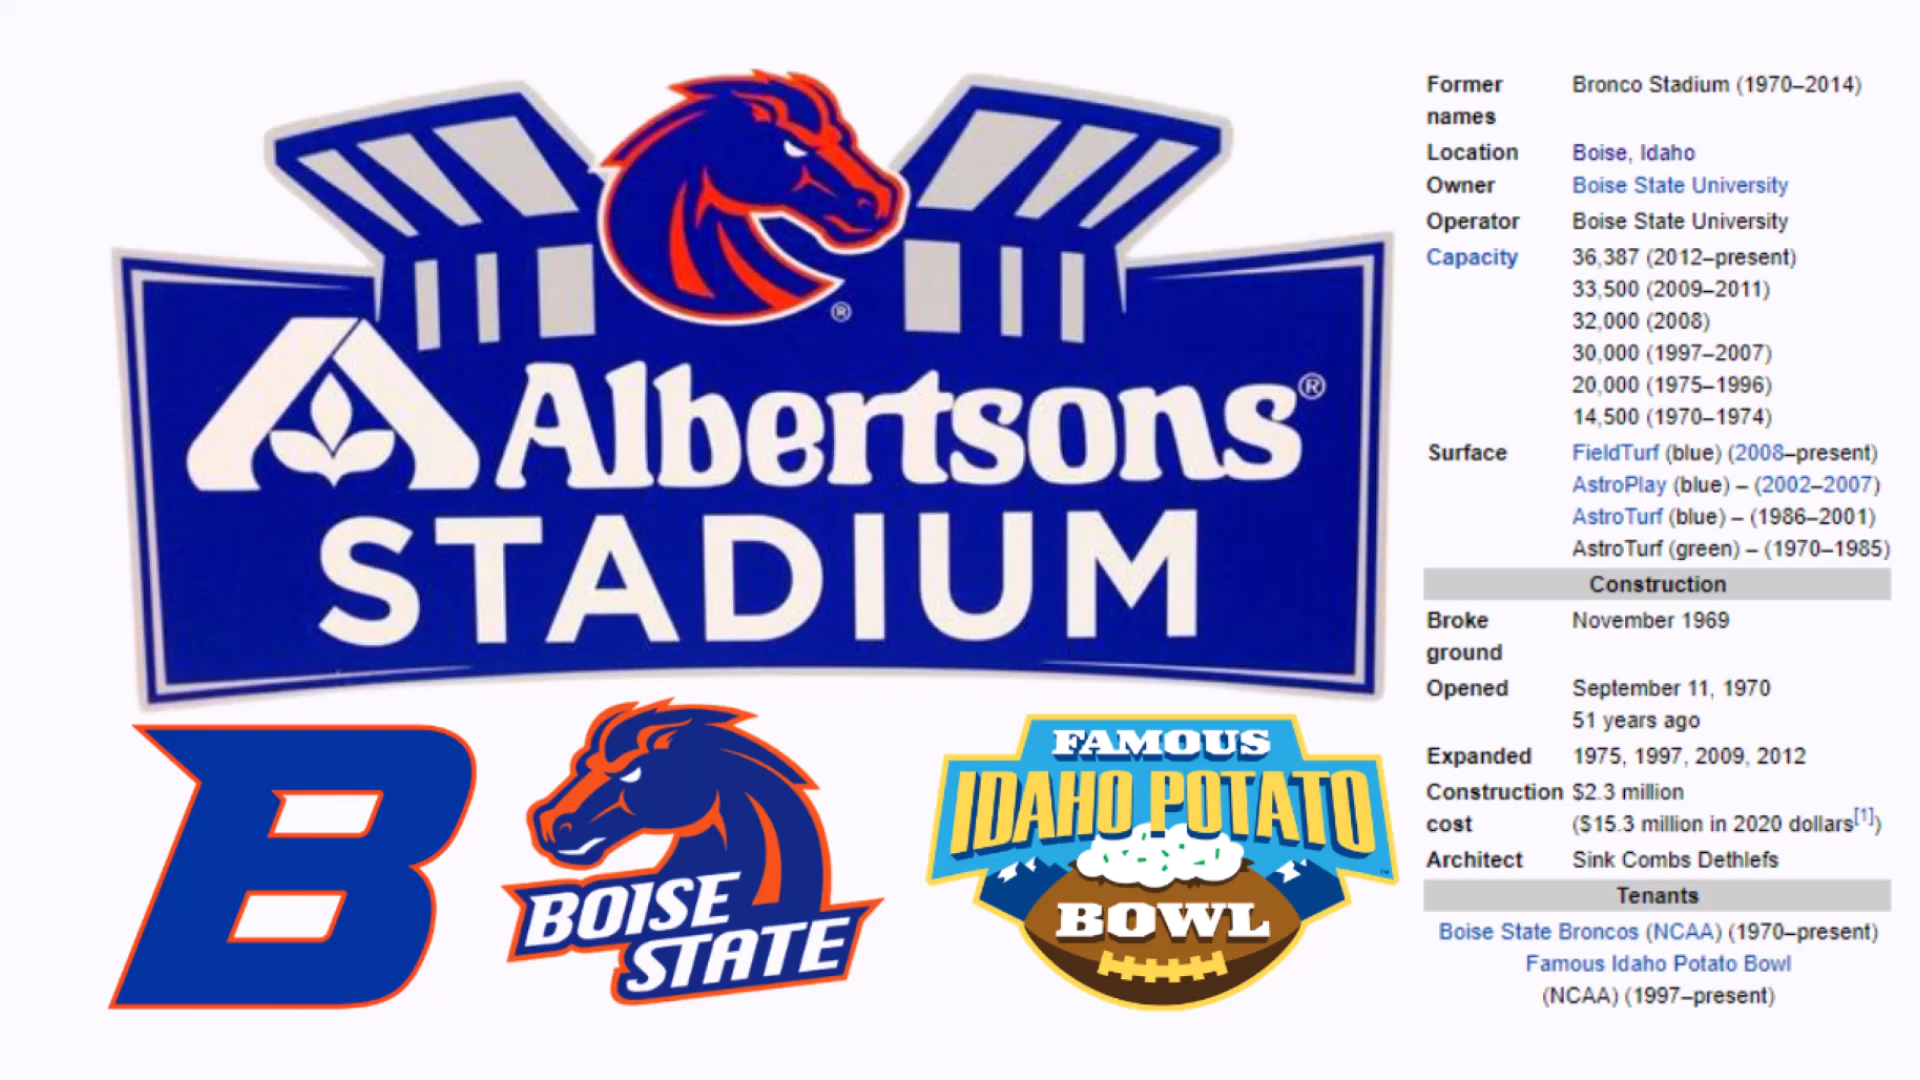 Albertsons®
STADIUM
®
B
BOISE
STATE
FAMOUS
IDAHO POTATO
BOWL
™
Former names Bronco Stadium (1970–2014)
Location Boise, Idaho
Owner Boise State University
Operator Boise State University
Capacity 36,387 (2012–present)
33,500 (2009–2011)
32,000 (2008)
30,000 (1997–2007)
20,000 (1975–1996)
14,500 (1970–1974)
Surface FieldTurf (blue) (2008–present)
AstroPlay (blue) – (2002–2007)
AstroTurf (blue) – (1986–2001)
AstroTurf (green) – (1970–1985)
Construction
Broke ground November 1969
Opened September 11, 1970
51 years ago
Expanded 1975, 1997, 2009, 2012
Construction $2.3 million
cost ($15.3 million in 2020 dollars[1])
Architect Sink Combs Dethlefs
Tenants
Boise State Broncos (NCAA) (1970–present)
Famous Idaho Potato Bowl
(NCAA) (1997–present)